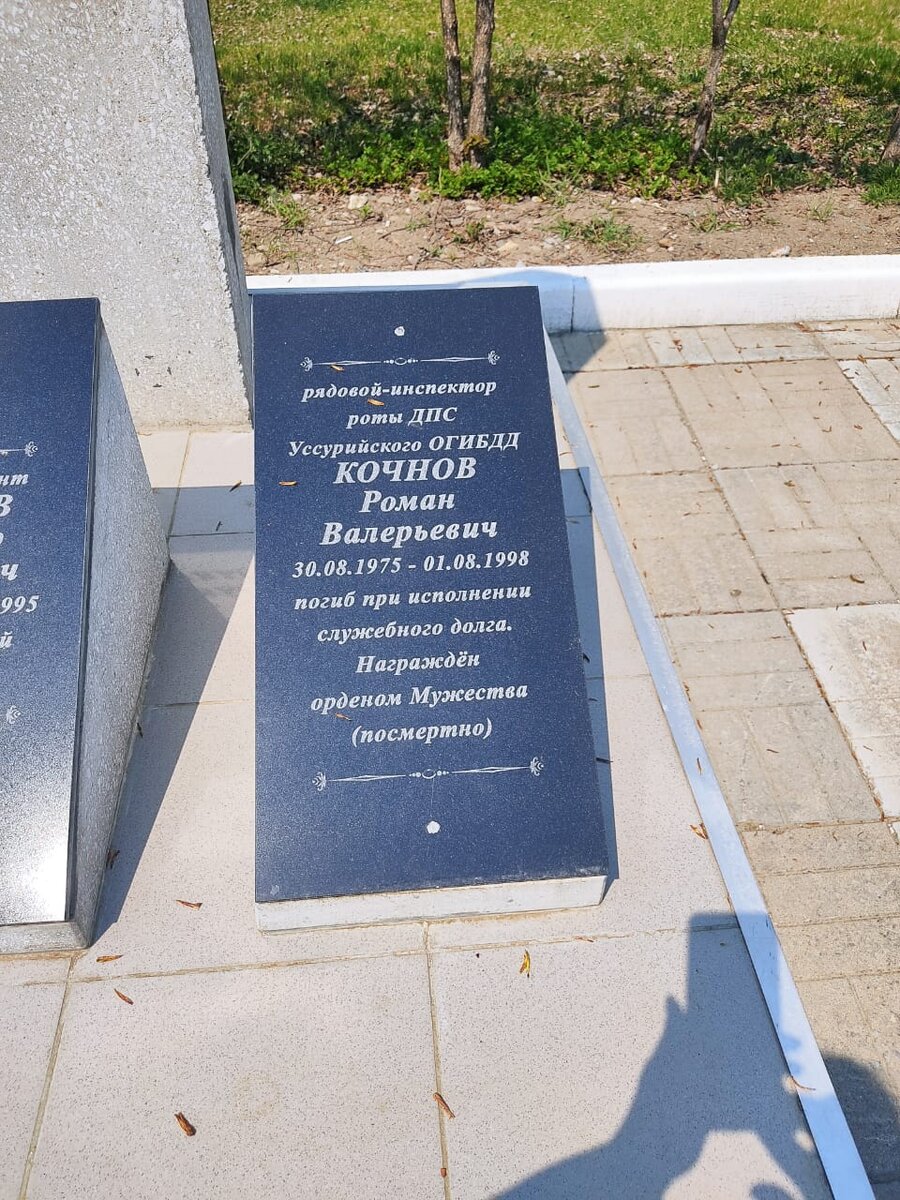 рядовой-инспектор
роты ДПС
Уссурийского ОГИБДД
КОЧНОВ
Роман
Валерьевич
30.08.1975 - 01.08.1998
погиб при исполнении
служебного долга.
Награждён
орденом Мужества
(посмертно)